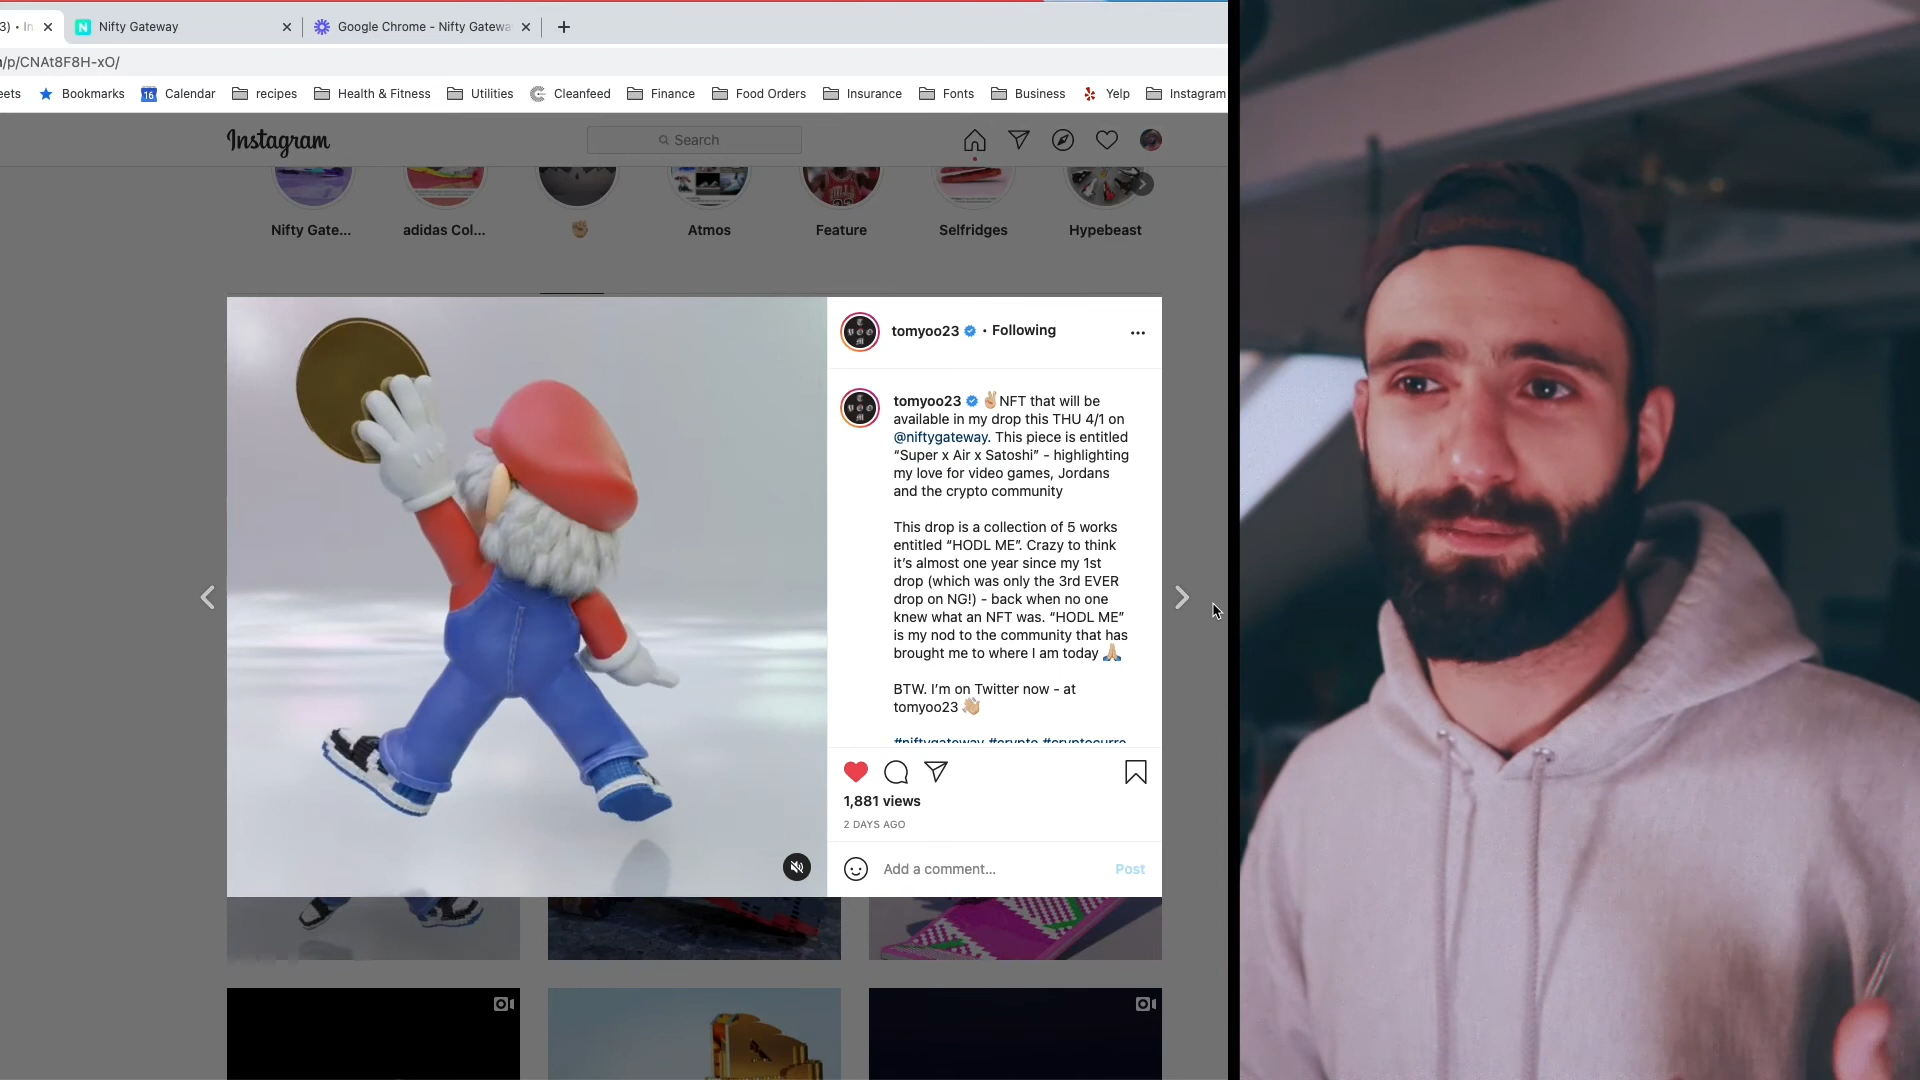 3) • In
Nifty Gateway
Google Chrome - Nifty Gatewa
/p/CNAt8F8H-xO/
eets
Bookmarks
16
Calendar
recipes
Health & Fitness
Utilities
Cleanfeed
Finance
Food Orders
Insurance
Fonts
Business
Yelp
Instagram
Instagram
Search
Nifty Gate...
adidas Col...
Atmos
Feature
Selfridges
Hypebeast
tomyoo23 • Following
tomyoo23 ✌🏼NFT that will be
available in my drop this THU 4/1 on
@niftygateway. This piece is entitled
“Super x Air x Satoshi” - highlighting
my love for video games, Jordans
and the crypto community
This drop is a collection of 5 works
entitled “HODL ME”. Crazy to think
it’s almost one year since my 1st
drop (which was only the 3rd EVER
drop on NG!) - back when no one
knew what an NFT was. “HODL ME”
is my nod to the community that has
brought me to where I am today 🙏🏼
BTW. I’m on Twitter now - at
tomyoo23 👋🏼
#niftygateway #crypto #cryptocurre
1,881 views
2 DAYS AGO
Add a comment...
Post